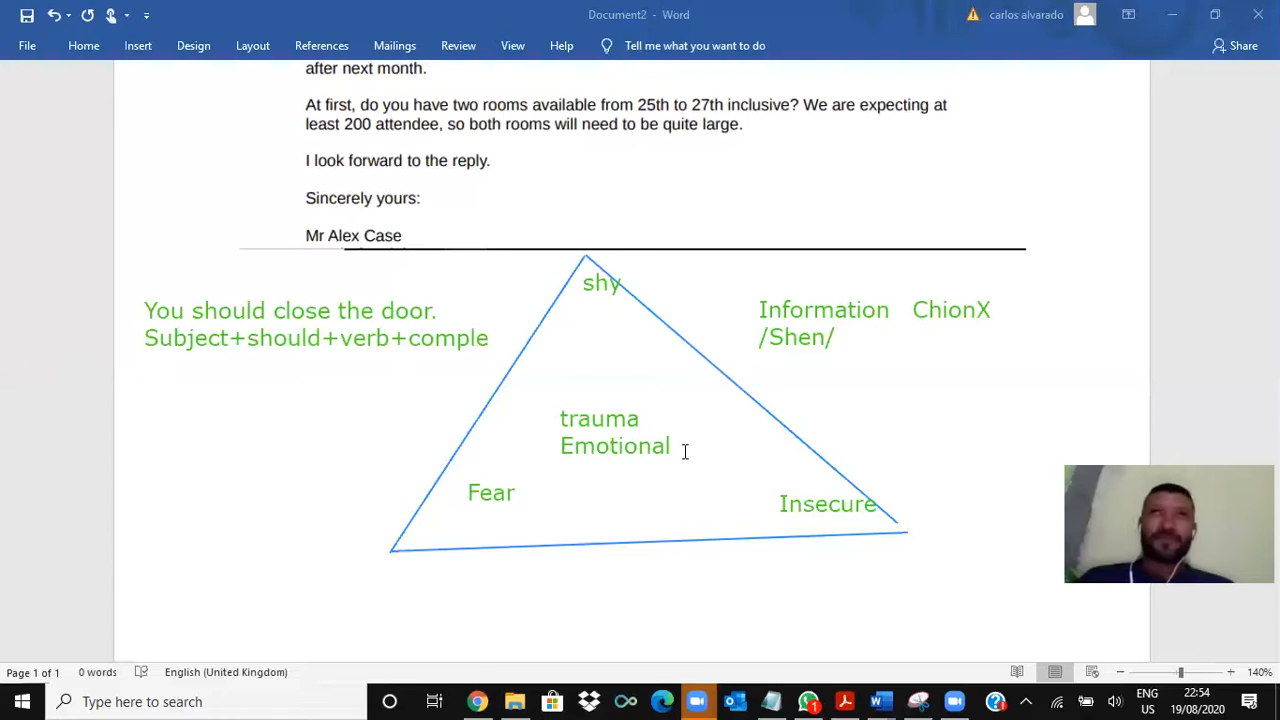 Document2 - Word
carlos alvarado
File Home Insert Design Layout References Mailings Review View Help Tell me what you want to do Share
after next month.
At first, do you have two rooms available from 25th to 27th inclusive? We are expecting at
least 200 attendee, so both rooms will need to be quite large.
I look forward to the reply.
Sincerely yours:
Mr Alex Case
shy
You should close the door.
Subject+should+verb+comple
Information ChionX
/Shen/
trauma
Emotional
Fear
Insecure
Page 1 of 1 0 words English (United Kingdom) 140%
Type here to search
1
ENG
US
22:54
19/08/2020